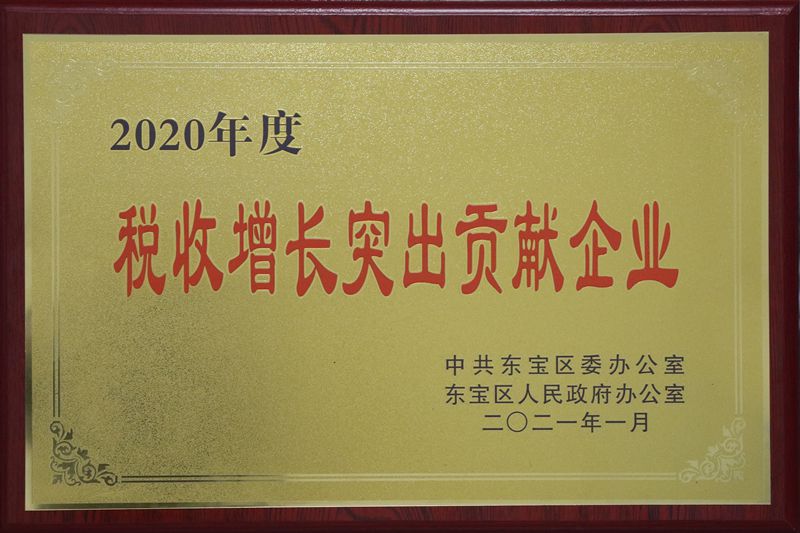 2020年度
税收增长突出贡献企业
中共东宝区委办公室
东宝区人民政府办公室
二〇二一年一月